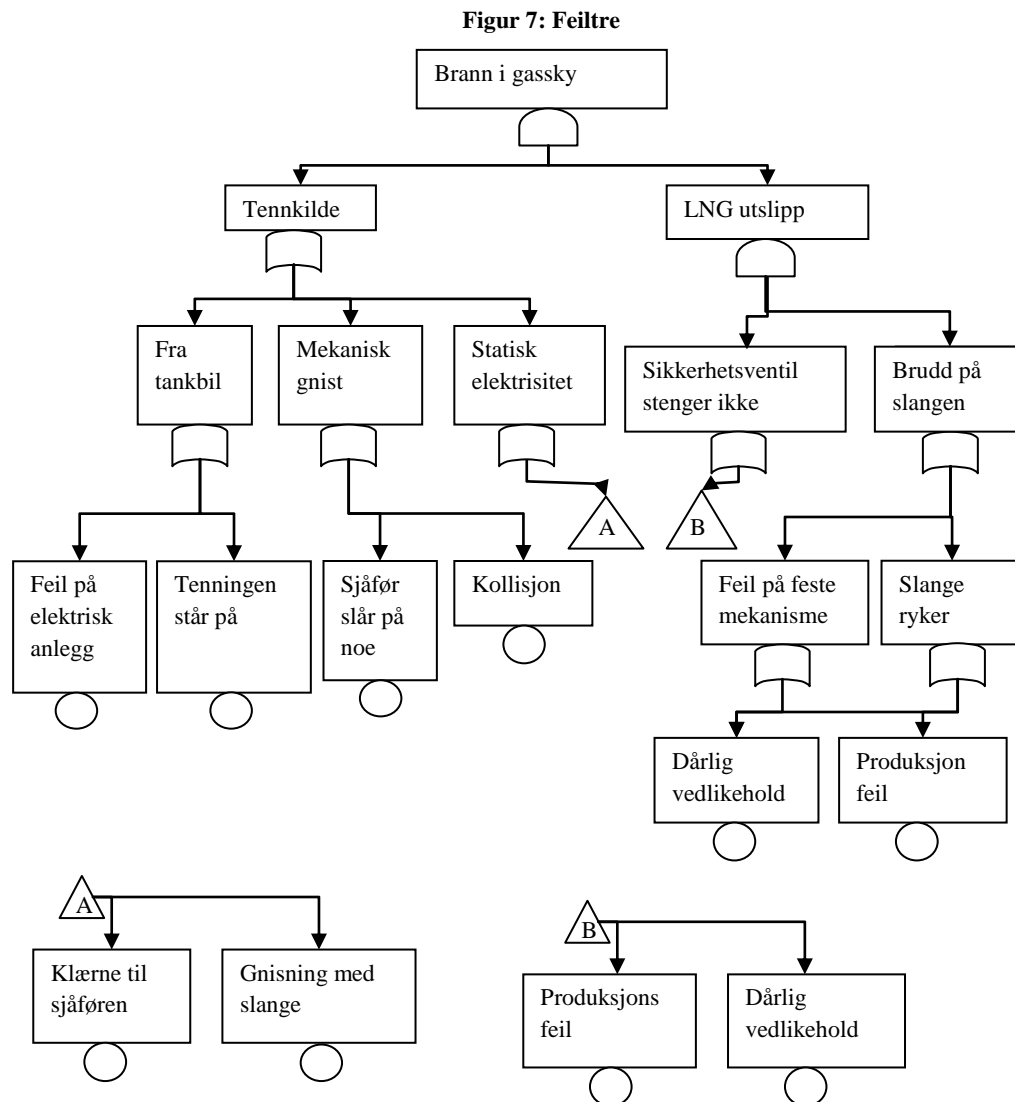 Figur 7: Feiltre
Brann i gassky
Tennkilde
LNG utslipp
Fra
tankbil
Mekanisk
gnist
Statisk
elektrisitet
Sikkerhetsventil
stenger ikke
Brudd på
slangen
A
B
Feil på
elektrisk
anlegg
Tenningen
står på
Sjåfør
slår på
noe
Kollisjon
Feil på feste
mekanisme
Slange
ryker
Dårlig
vedlikehold
Produksjon
feil
A
Klærne til
sjåføren
Gnisning med
slange
B
Produksjons
feil
Dårlig
vedlikehold